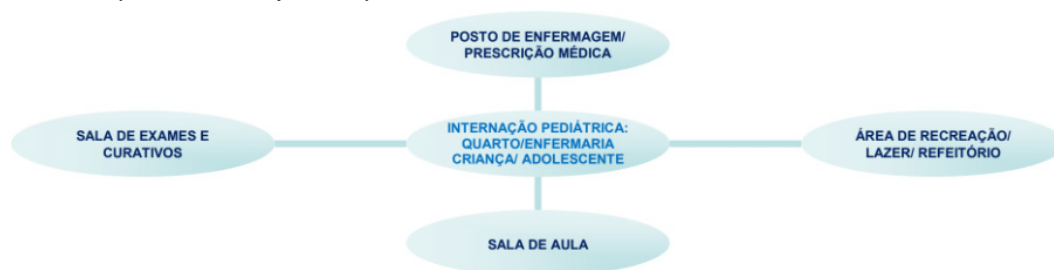 POSTO DE ENFERMAGEM/
PRESCRIÇÃO MÉDICA
SALA DE EXAMES E
CURATIVOS
INTERNAÇÃO PEDIÁTRICA:
QUARTO/ENFERMARIA
CRIANÇA/ ADOLESCENTE
ÁREA DE RECREAÇÃO/
LAZER/ REFEITÓRIO
SALA DE AULA